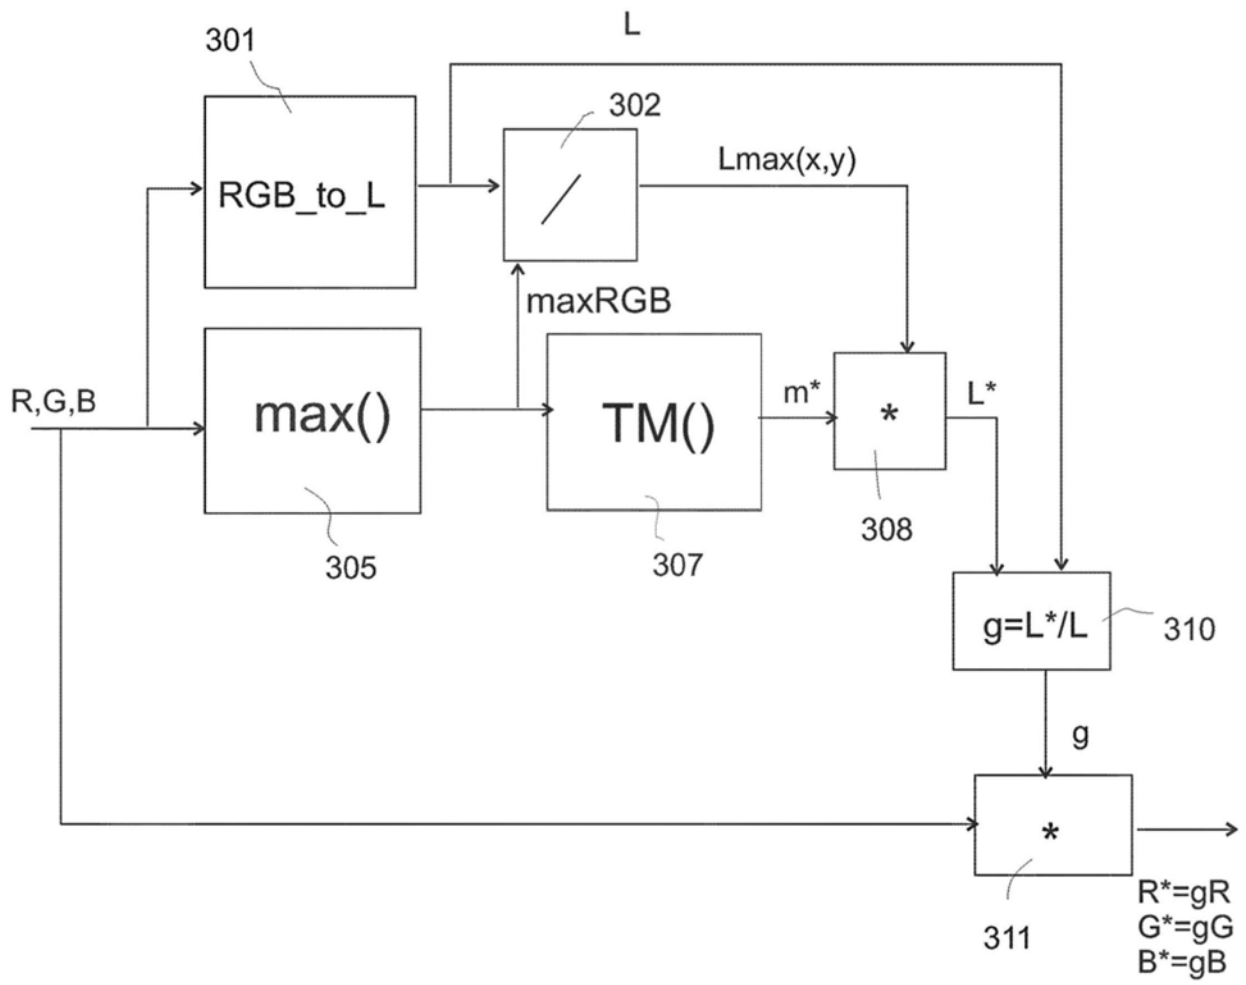 L
301
302
RGB_to_L
/
Lmax(x,y)
maxRGB
R,G,B
max()
TM()
m*
*
L*
305
307
308
g=L*/L
310
g
*
311
R*=gR
G*=gG
B*=gB